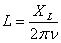 L = X_L / 2πν